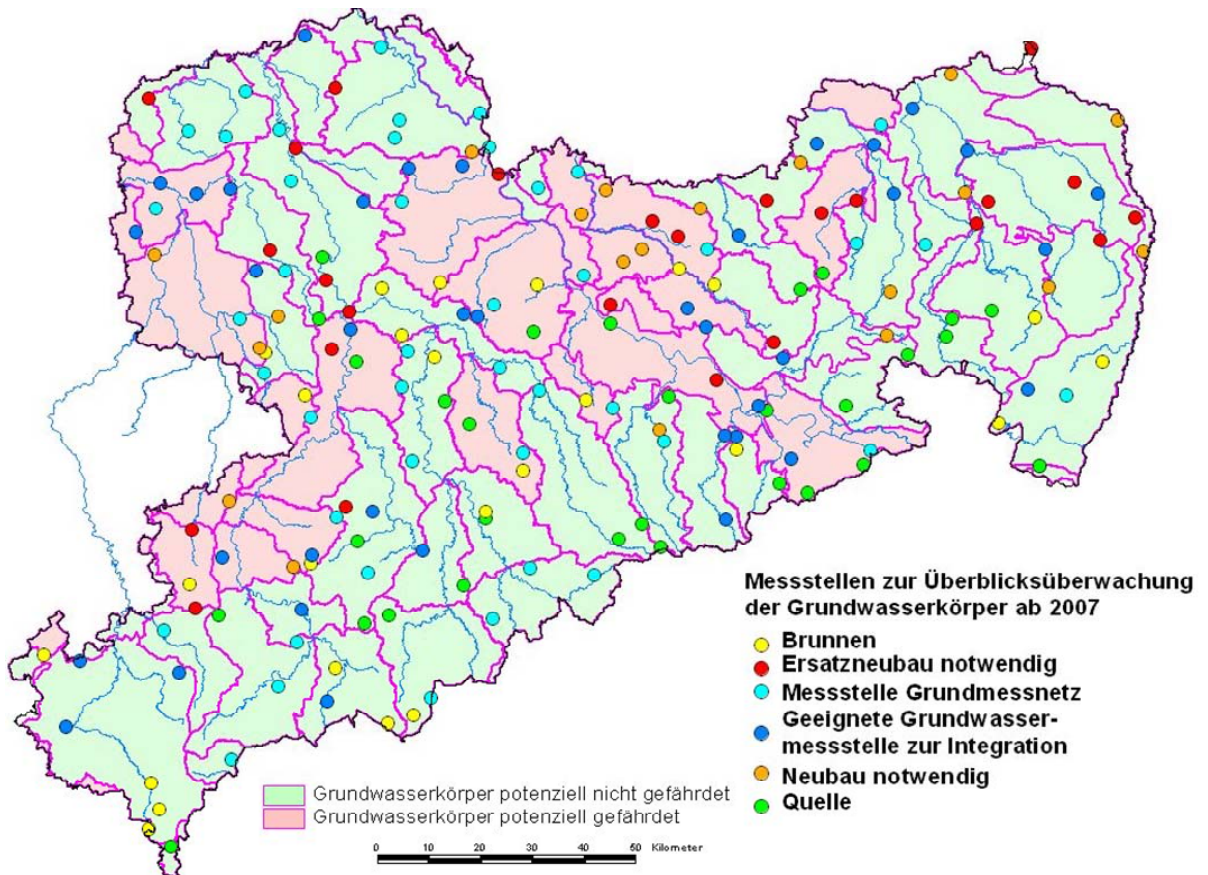 Messstellen zur Überblicksüberwachung
der Grundwasserkörper ab 2007
Brunnen
Ersatzneubau notwendig
Messstelle Grundmessnetz
Geeignete Grundwasser-
messstelle zur Integration
Neubau notwendig
Quelle
Grundwasserkörper potenziell nicht gefährdet
Grundwasserkörper potenziell gefährdet
0 10 20 30 40 50 Kilometer